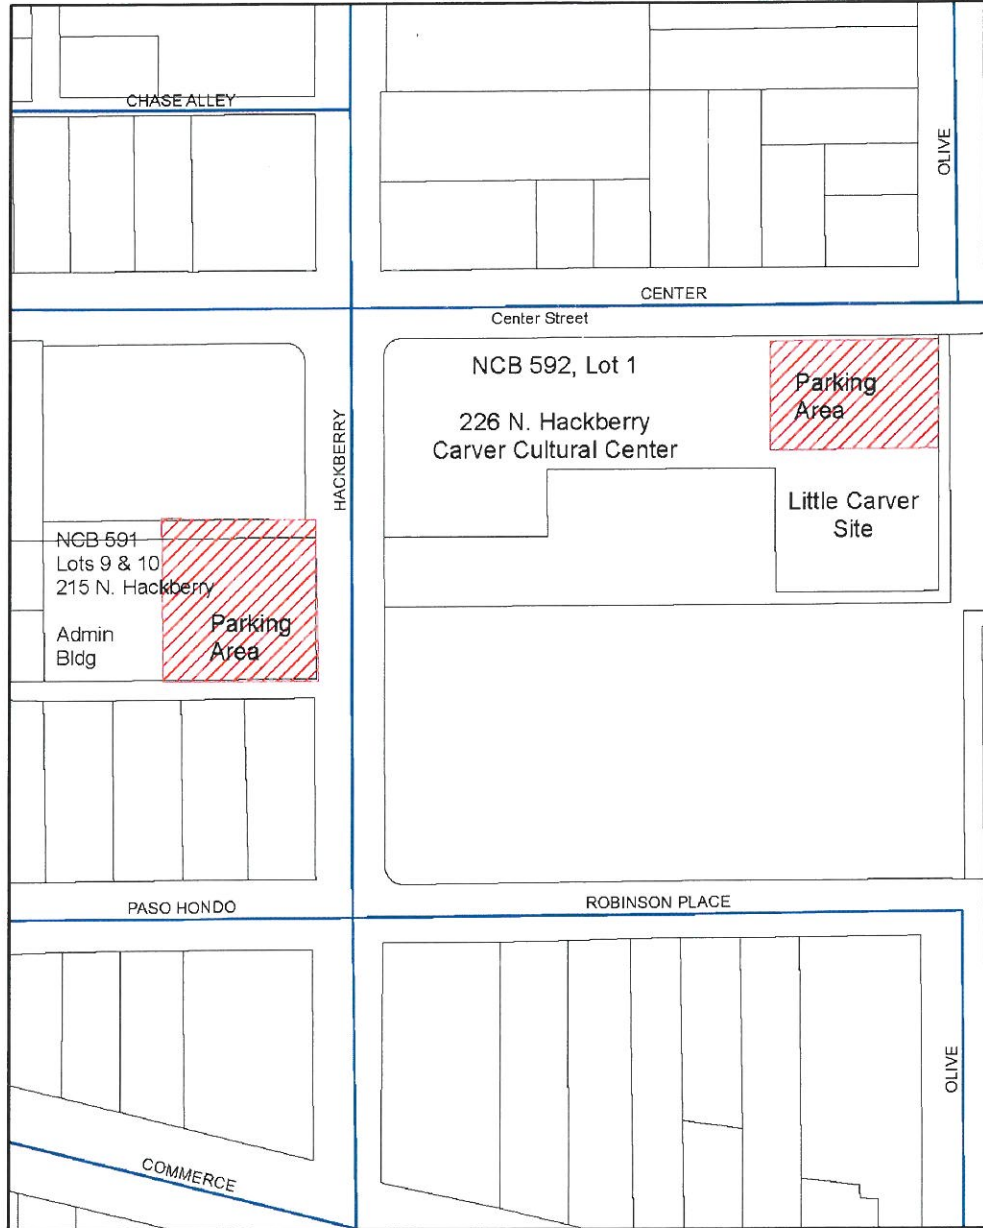 CHASE ALLEY
OLIVE
CENTER
Center Street
NCB 592, Lot 1
226 N. Hackberry
Carver Cultural Center
Parking
Area
HACKBERRY
Little Carver
Site
NCB 591
Lots 9 & 10
215 N. Hackberry
Admin
Bldg
Parking
Area
PASO HONDO
ROBINSON PLACE
OLIVE
COMMERCE